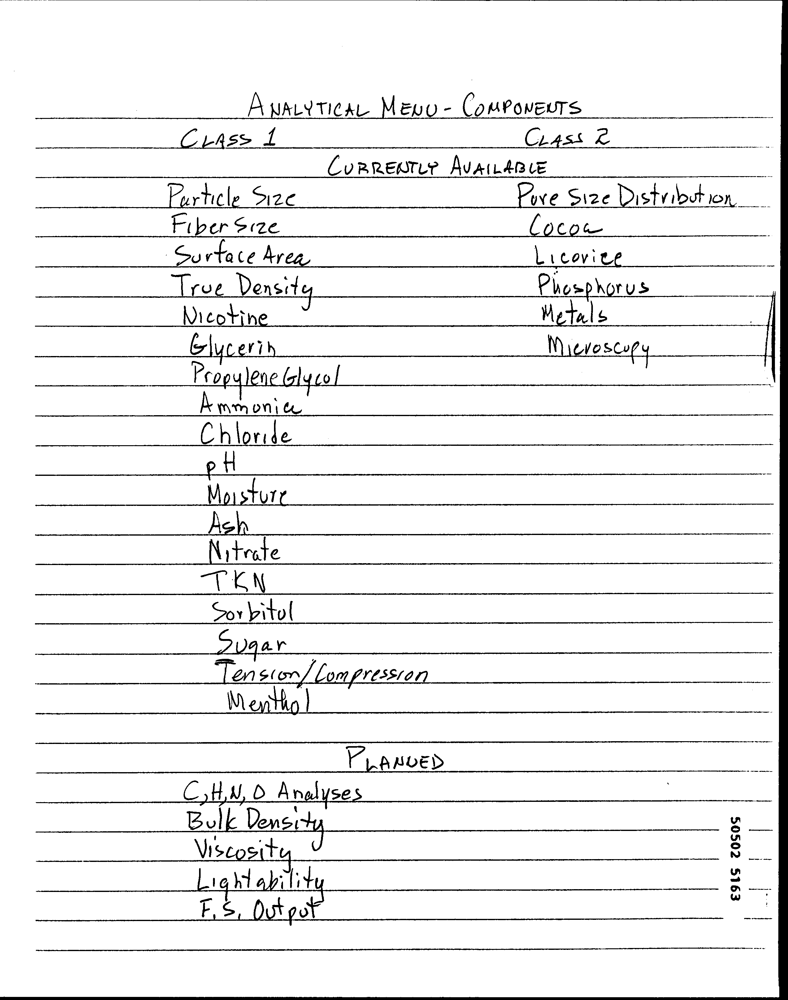 ANALYTICAL MENU - COMPONENTS
CLASS 1 CLASS 2
CURRENTLY AVAILABLE
Particle Size Pore Size Distribution
Fiber Size Cocoa
Surface Area Licorice
True Density Phosphorus
Nicotine Metals
Glycerin Microscopy
Propylene Glycol
Ammonia
Chloride
pH
Moisture
Ash
Nitrate
TKN
Sorbitol
Sugar
Tension/Compression
Menthol
PLANNED
C,H,N,O Analyses
Bulk Density
Viscosity
Lightability
F.S. Output
50502 5163